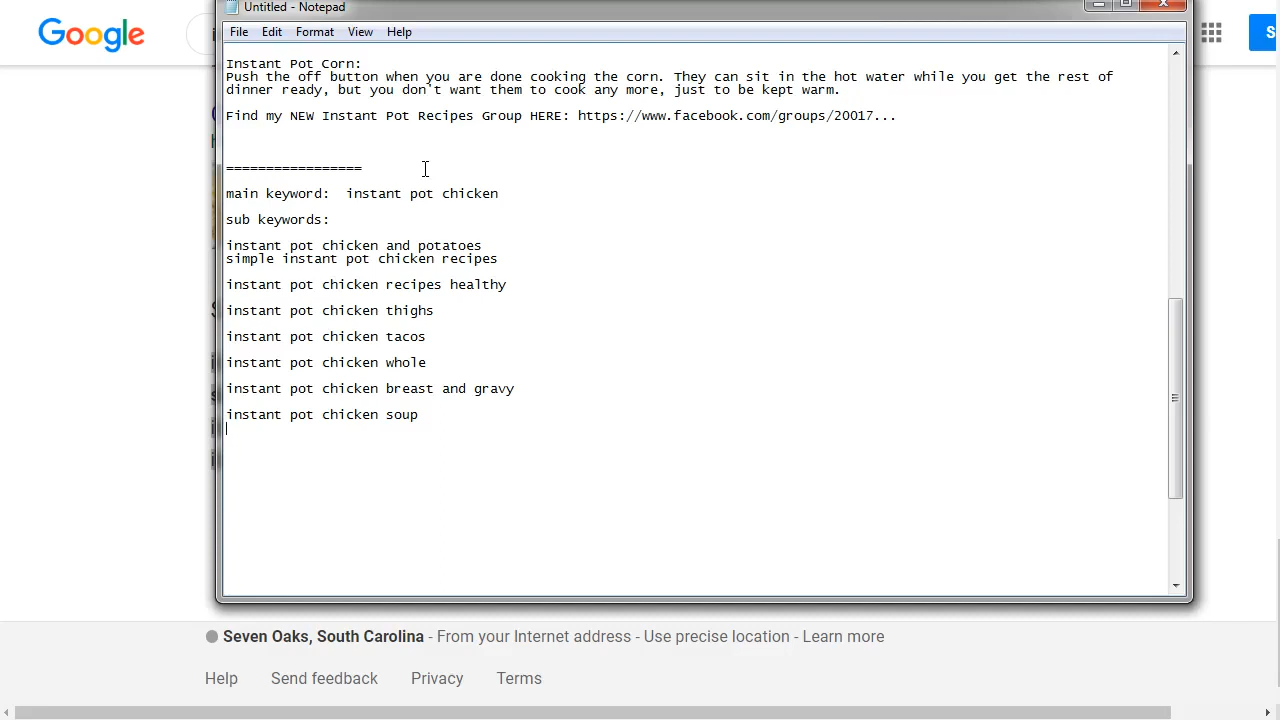 Google
Untitled - Notepad
File Edit Format View Help
Instant Pot Corn:
Push the off button when you are done cooking the corn. They can sit in the hot water while you get the rest of
dinner ready, but you don't want them to cook any more, just to be kept warm.
Find my NEW Instant Pot Recipes Group HERE: https://www.facebook.com/groups/20017...
=================
main keyword: instant pot chicken
sub keywords:
instant pot chicken and potatoes
simple instant pot chicken recipes
instant pot chicken recipes healthy
instant pot chicken thighs
instant pot chicken tacos
instant pot chicken whole
instant pot chicken breast and gravy
instant pot chicken soup
Seven Oaks, South Carolina - From your Internet address - Use precise location - Learn more
Help Send feedback Privacy Terms